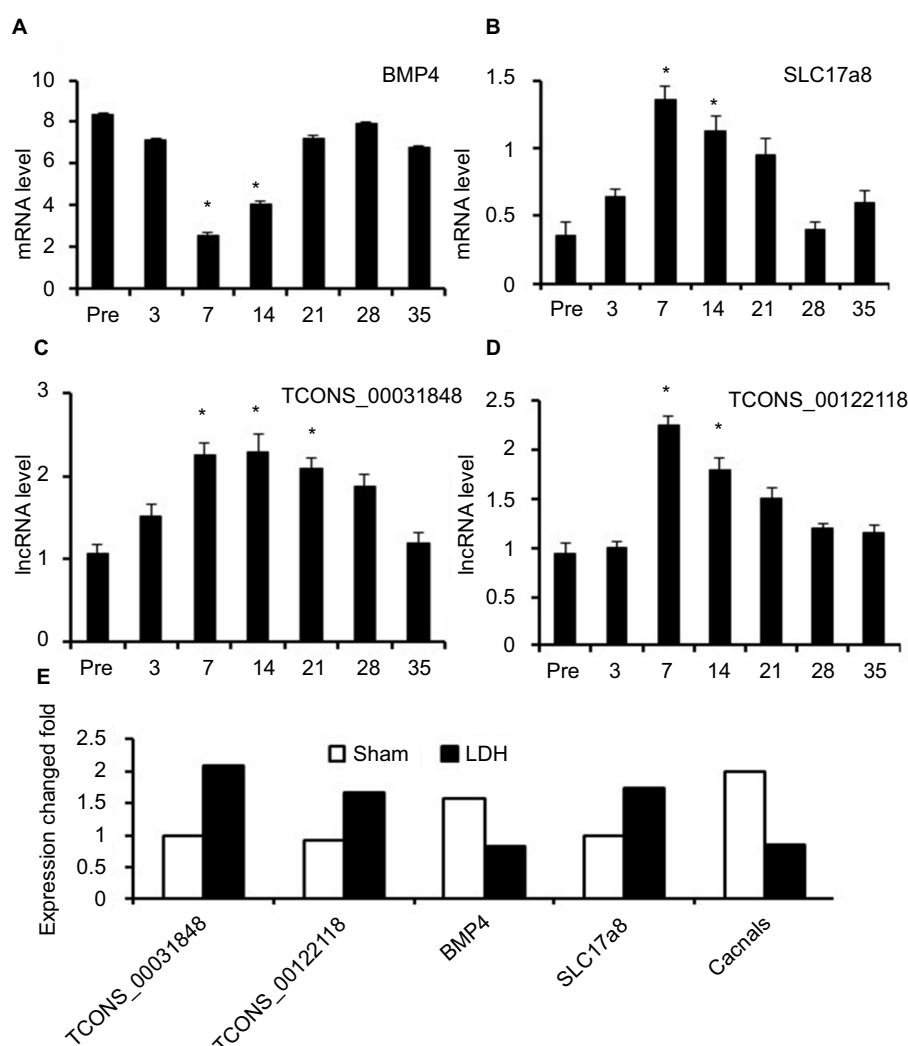 A
BMP4
mRNA level
10
8
6
4
2
0
*
*
Pre 3 7 14 21 28 35
B
SLC17a8
mRNA level
1.5
1
0.5
0
*
*
Pre 3 7 14 21 28 35
C
TCONS_00031848
lncRNA level
3
2
1
0
*
*
*
Pre 3 7 14 21 28 35
D
TCONS_00122118
lncRNA level
2.5
2
1.5
1
0.5
0
*
*
Pre 3 7 14 21 28 35
E
Expression changed fold
2.5
2
1.5
1
0.5
0
Sham LDH
TCONS_00031848
TCONS_00122118
BMP4
SLC17a8
Cacnals